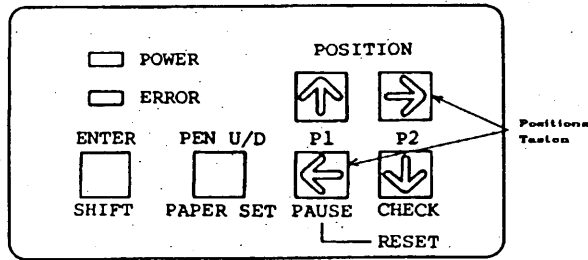 POSITION
POWER
ERROR
ENTER PEN U/D P1 P2
Positions
Tasten
SHIFT PAPER SET PAUSE CHECK
RESET